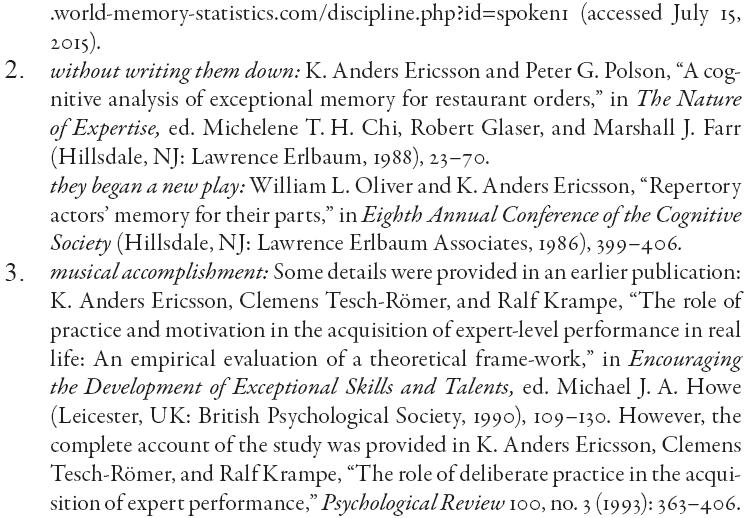 .world-memory-statistics.com/discipline.php?id=spoken1 (accessed July 15,
2015).
2. without writing them down: K. Anders Ericsson and Peter G. Polson, “A cog-
nitive analysis of exceptional memory for restaurant orders,” in The Nature
of Expertise, ed. Michelene T. H. Chi, Robert Glaser, and Marshall J. Farr
(Hillsdale, NJ: Lawrence Erlbaum, 1988), 23–70.
they began a new play: William L. Oliver and K. Anders Ericsson, “Repertory
actors’ memory for their parts,” in Eighth Annual Conference of the Cognitive
Society (Hillsdale, NJ: Lawrence Erlbaum Associates, 1986), 399–406.
3. musical accomplishment: Some details were provided in an earlier publication:
K. Anders Ericsson, Clemens Tesch-Römer, and Ralf Krampe, “The role of
practice and motivation in the acquisition of expert-level performance in real
life: An empirical evaluation of a theoretical frame-work,” in Encouraging
the Development of Exceptional Skills and Talents, ed. Michael J. A. Howe
(Leicester, UK: British Psychological Society, 1990), 109–130. However, the
complete account of the study was provided in K. Anders Ericsson, Clemens
Tesch-Römer, and Ralf Krampe, “The role of deliberate practice in the acqui-
sition of expert performance,” Psychological Review 100, no. 3 (1993): 363–406.